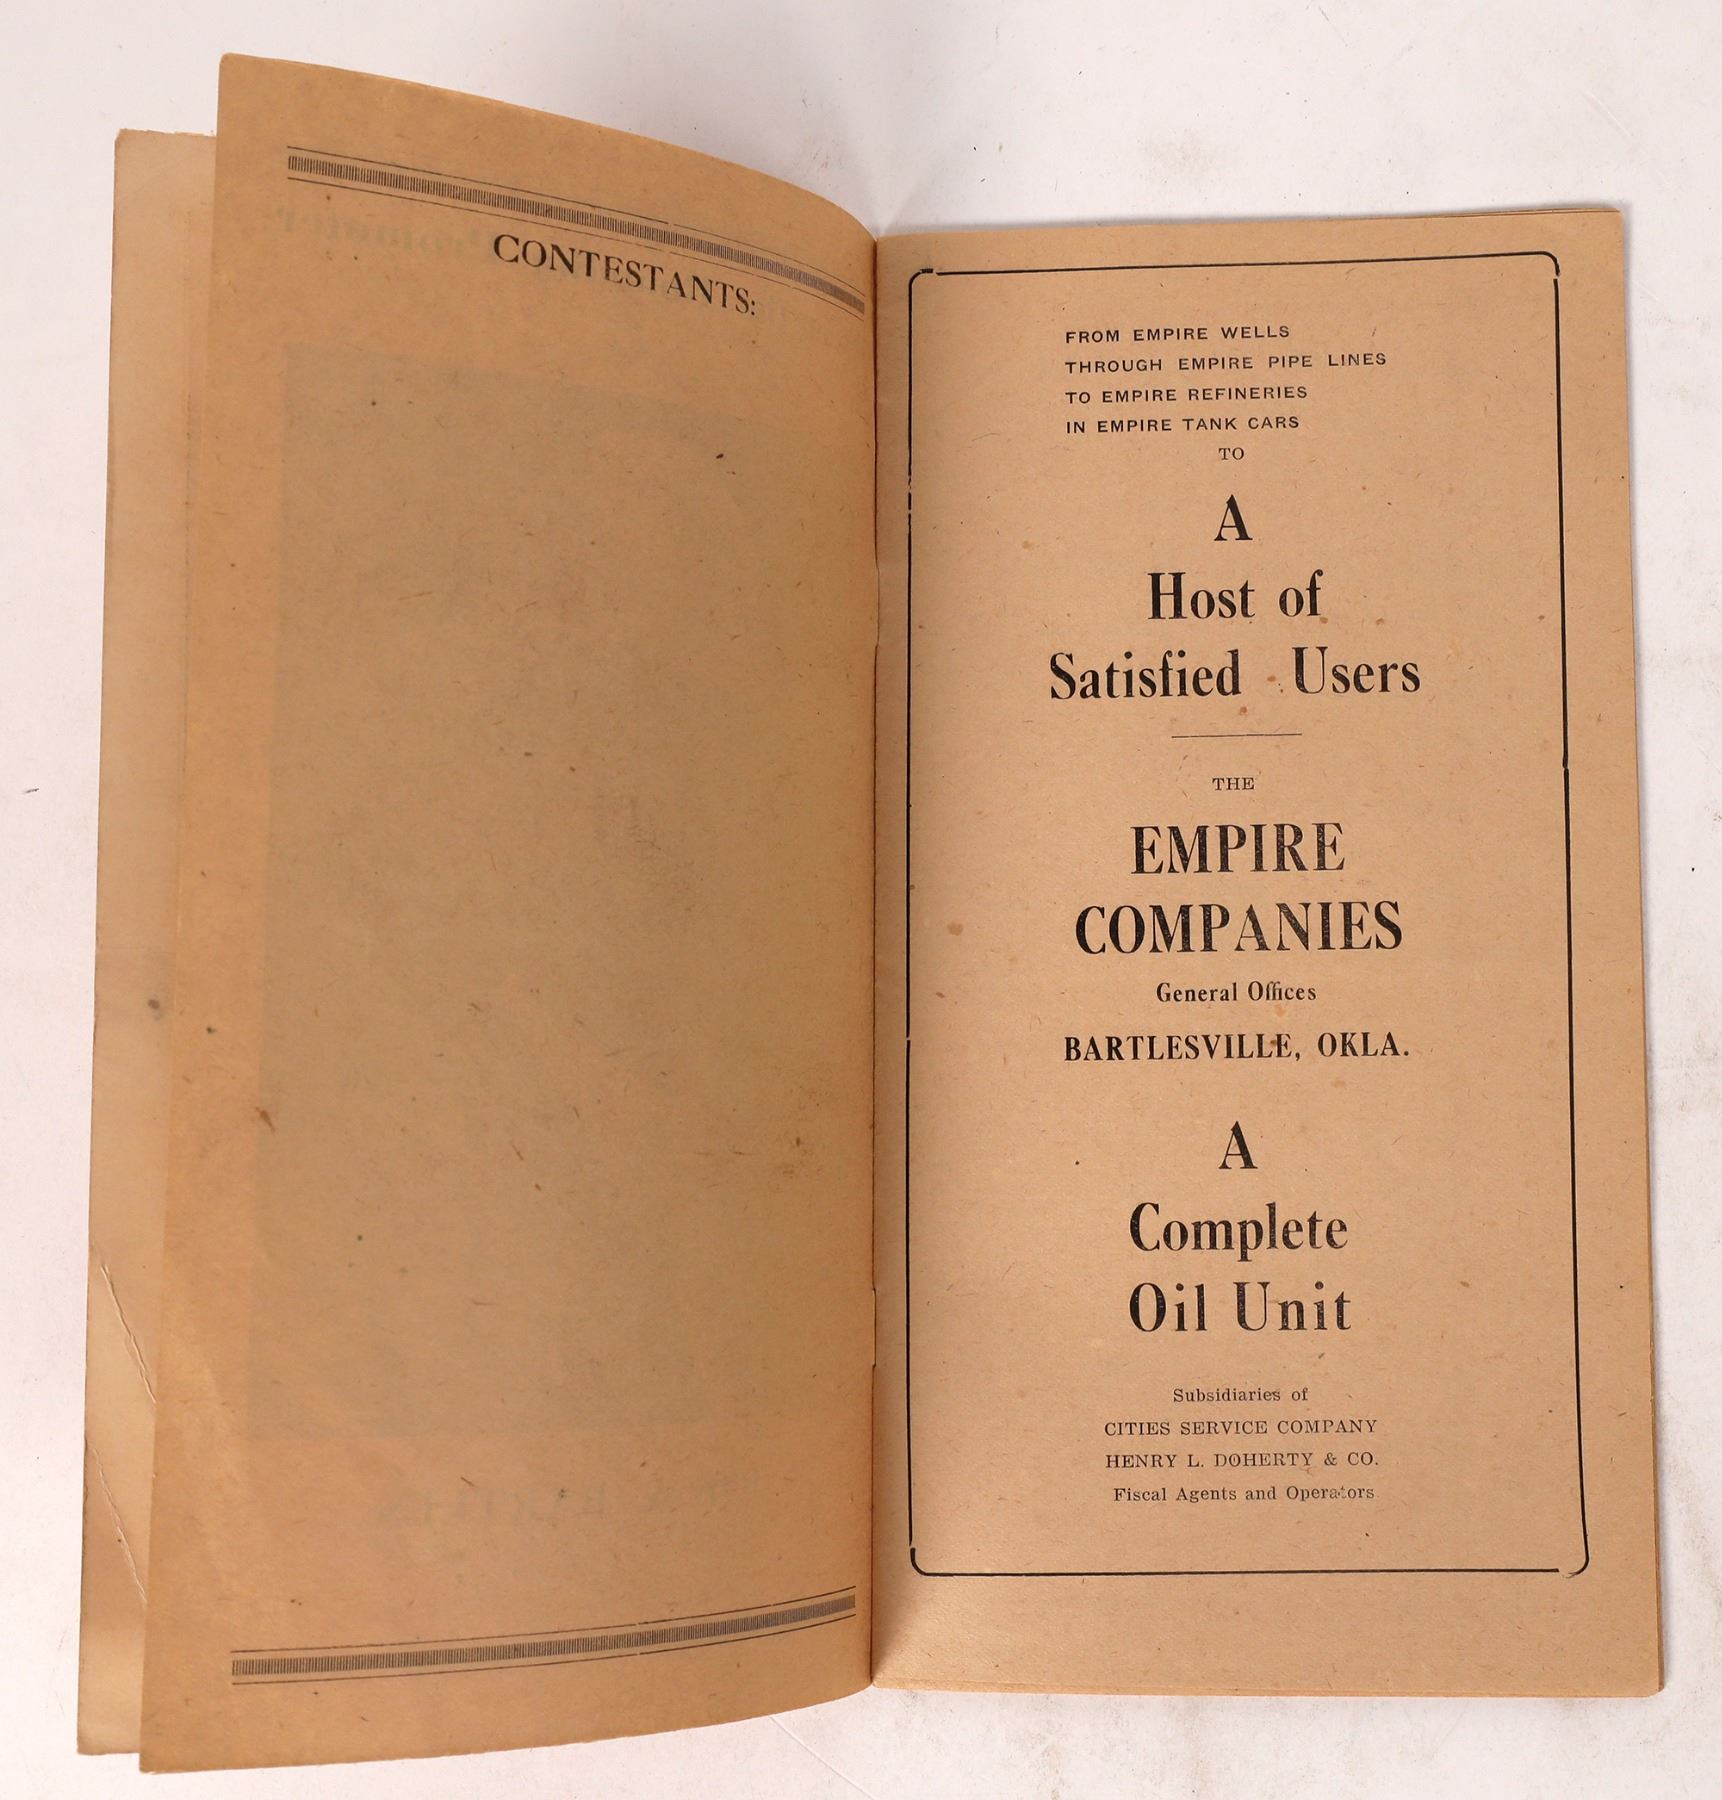 CONTESTANTS:
FROM EMPIRE WELLS
THROUGH EMPIRE PIPE LINES
TO EMPIRE REFINERIES
IN EMPIRE TANK CARS
TO
A
Host of
Satisfied Users
THE
EMPIRE
COMPANIES
General Offices
BARTLESVILLE, OKLA.
A
Complete
Oil Unit
Subsidiaries of
CITIES SERVICE COMPANY
HENRY L. DOHERTY & CO.
Fiscal Agents and Operators